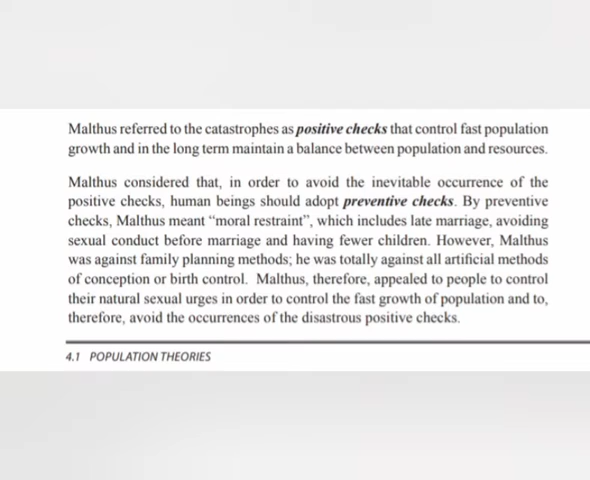 Malthus referred to the catastrophes as positive checks that control fast population
growth and in the long term maintain a balance between population and resources.
Malthus considered that, in order to avoid the inevitable occurrence of the
positive checks, human beings should adopt preventive checks. By preventive
checks, Malthus meant “moral restraint”, which includes late marriage, avoiding
sexual conduct before marriage and having fewer children. However, Malthus
was against family planning methods; he was totally against all artificial methods
of conception or birth control. Malthus, therefore, appealed to people to control
their natural sexual urges in order to control the fast growth of population and to,
therefore, avoid the occurrences of the disastrous positive checks.
4.1 POPULATION THEORIES